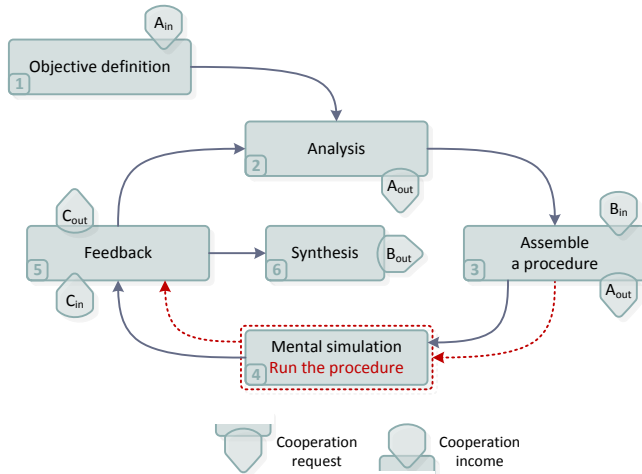 A_in
Objective definition
1
Analysis
2
A_out
C_out
B_in
Feedback
5
Synthesis
6
B_out
Assemble
a procedure
3
C_in
A_out
Mental simulation
Run the procedure
4
Cooperation
request
Cooperation
income